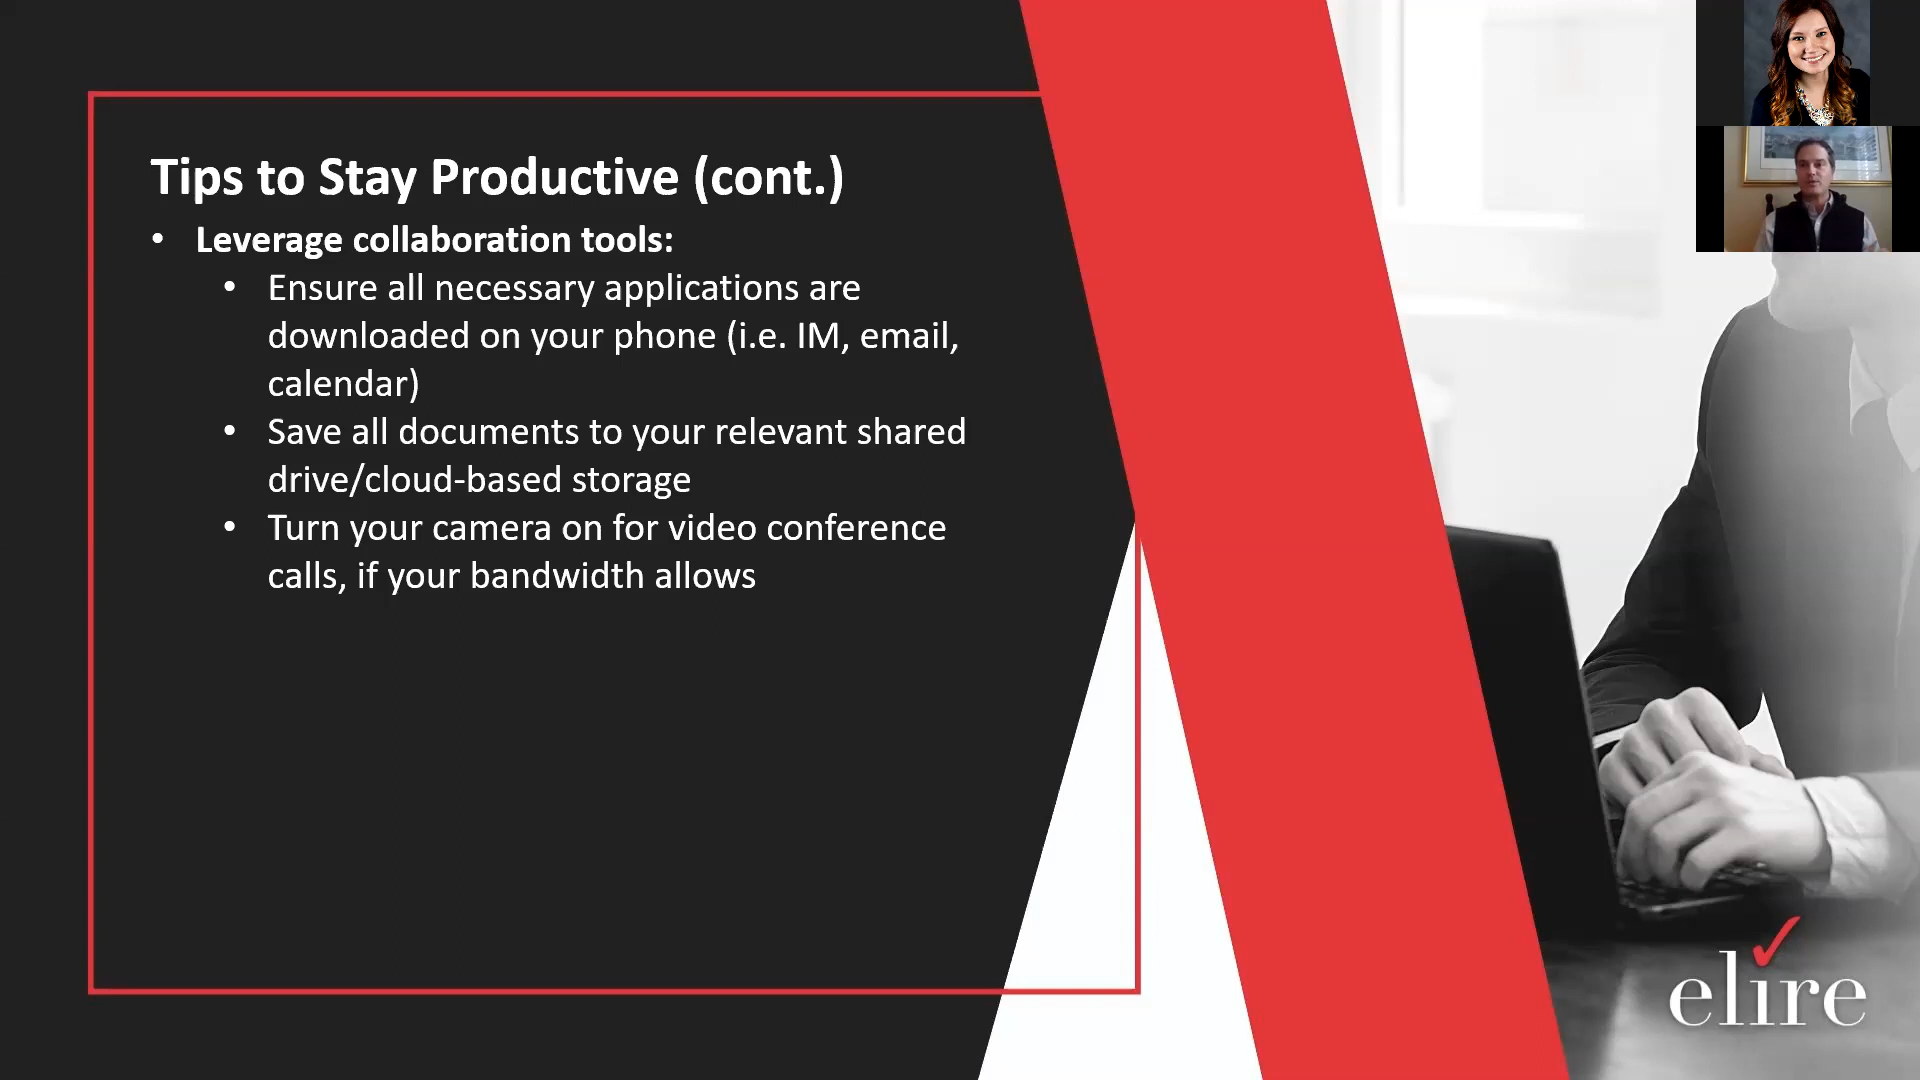 Tips to Stay Productive (cont.)
• Leverage collaboration tools:
• Ensure all necessary applications are
downloaded on your phone (i.e. IM, email,
calendar)
• Save all documents to your relevant shared
drive/cloud-based storage
• Turn your camera on for video conference
calls, if your bandwidth allows
elire